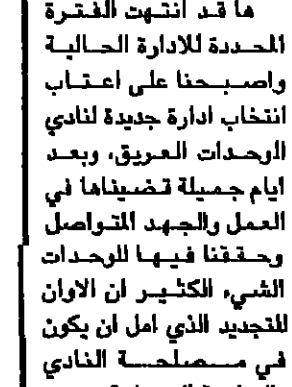 ها قد انتهت الفترة
المحددة للادارة الحالية
واصبحنا على اعتاب
انتخاب ادارة جديدة لنادي
الوحدات العريق، وبعد
ايام جميلة قضيناها في
العمل والجهد المتواصل
وحققنا فيها للوحدات
الشيء الكثير ان الاوان
للتجديد الذي امل ان يكون
في مصلحة النادي